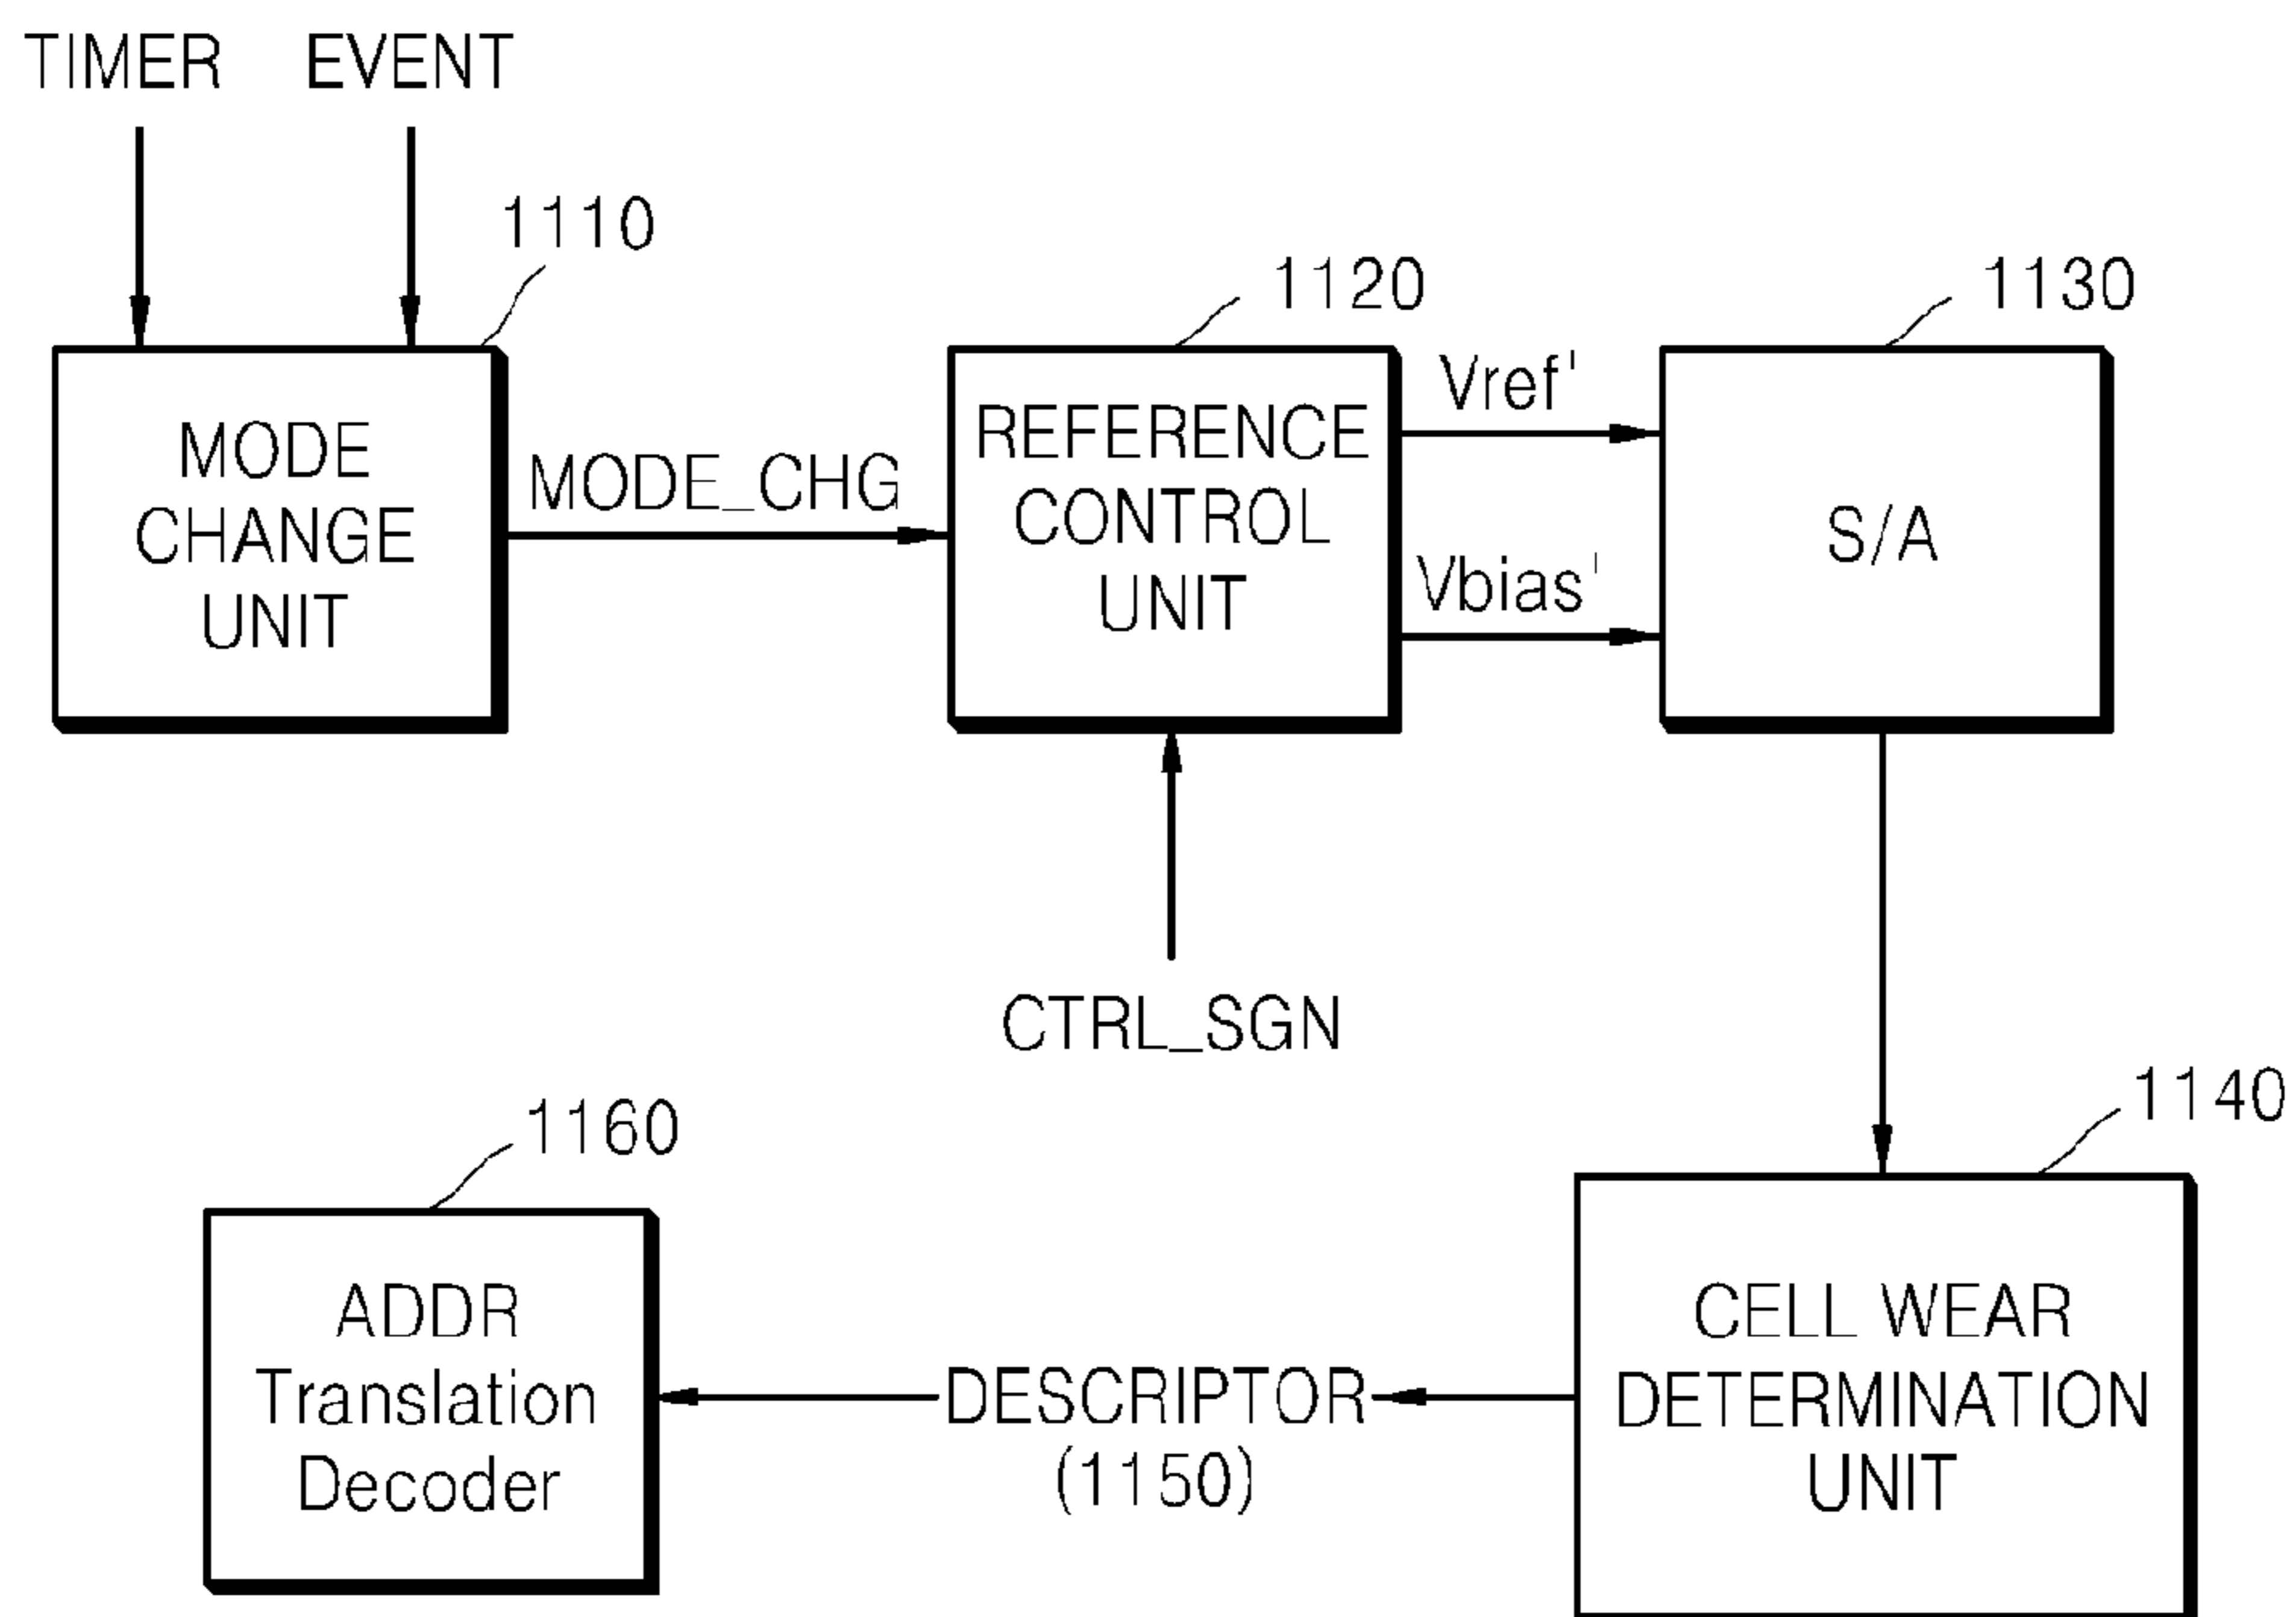 TIMER EVENT
1110
1120
1130
MODE
CHANGE
UNIT
MODE_CHG
REFERENCE
CONTROL
UNIT
Vref'
Vbias'
S/A
CTRL_SGN
1160
1140
ADDR
Translation
Decoder
DESCRIPTOR
(1150)
CELL WEAR
DETERMINATION
UNIT